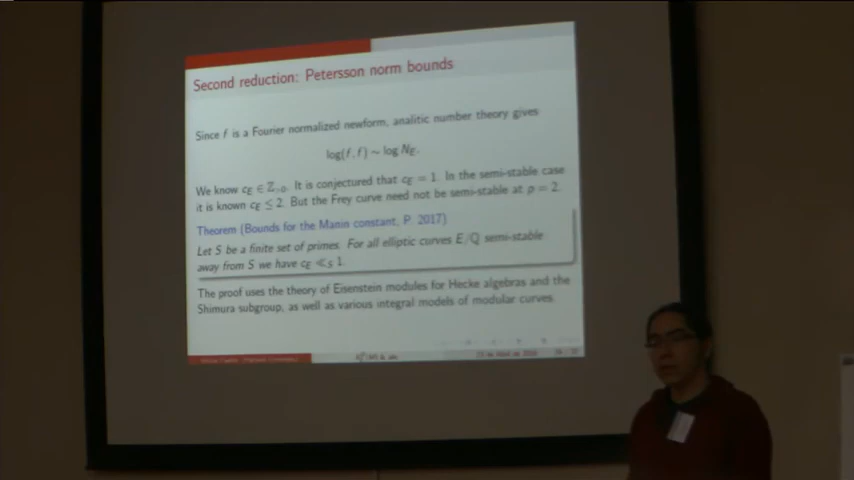 Second reduction: Petersson norm bounds
Since f is a Fourier normalized newform, analitic number theory gives
log(f, f) ∼ log N_E.
We know c_E ∈ Z_{>0}. It is conjectured that c_E = 1. In the semi-stable case
it is known c_E ≤ 2. But the Frey curve need not be semi-stable at p = 2.
Theorem (Bounds for the Manin constant, P. 2017)
Let S be a finite set of primes. For all elliptic curves E/ℚ semi-stable
away from S we have c_E ≪_S 1.
The proof uses the theory of Eisenstein modules for Hecke algebras and the
Shimura subgroup, as well as various integral models of modular curves.